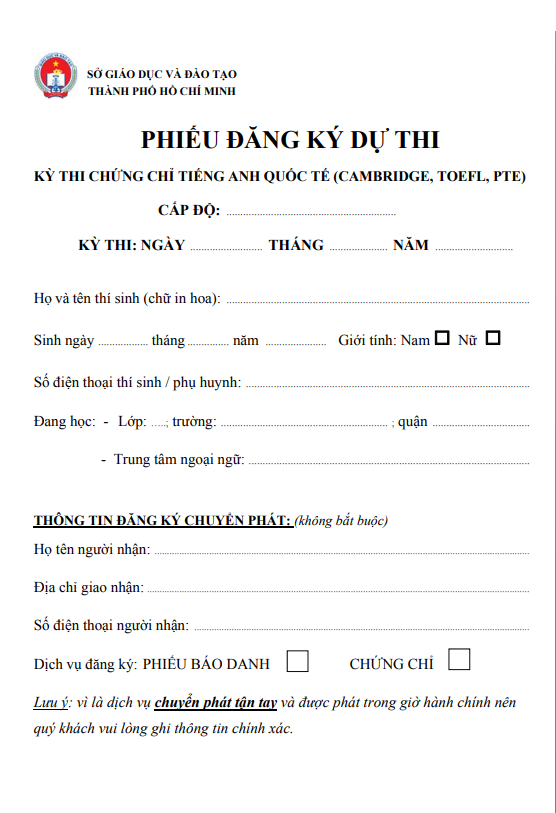 SỞ GIÁO DỤC VÀ ĐÀO TẠO
THÀNH PHỐ HỒ CHÍ MINH
PHIẾU ĐĂNG KÝ DỰ THI
KỲ THI CHỨNG CHỈ TIẾNG ANH QUỐC TẾ (CAMBRIDGE, TOEFL, PTE)
CẤP ĐỘ: ..............................
KỲ THI: NGÀY .............. THÁNG .............. NĂM ..............
Họ và tên thí sinh (chữ in hoa): ..............................
Sinh ngày .............. tháng .............. năm .............. Giới tính: Nam ☐ Nữ ☐
Số điện thoại thí sinh / phụ huynh: ..............................
Đang học: - Lớp: .....; trường: .............................. ; quận ..............
- Trung tâm ngoại ngữ: ..............................
THÔNG TIN ĐĂNG KÝ CHUYỂN PHÁT: (không bắt buộc)
Họ tên người nhận: ..............................
Địa chỉ giao nhận: ..............................
Số điện thoại người nhận: ..............................
Dịch vụ đăng ký: PHIẾU BÁO DANH ☐ CHỨNG CHỈ ☐
Lưu ý: vì là dịch vụ chuyển phát tận tay và được phát trong giờ hành chính nên
quý khách vui lòng ghi thông tin chính xác.